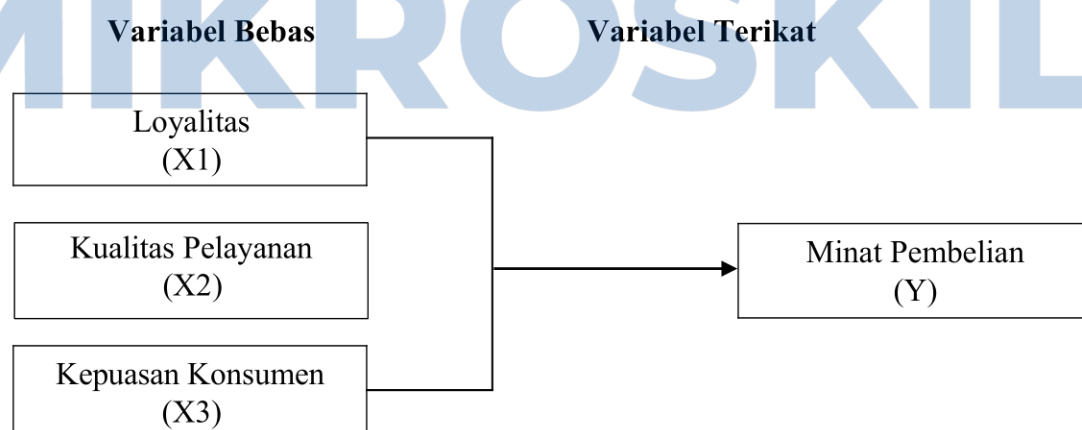 MIKROSKIL
Variabel Bebas
Variabel Terikat
Loyalitas
(X1)
Kualitas Pelayanan
(X2)
Minat Pembelian
(Y)
Kepuasan Konsumen
(X3)